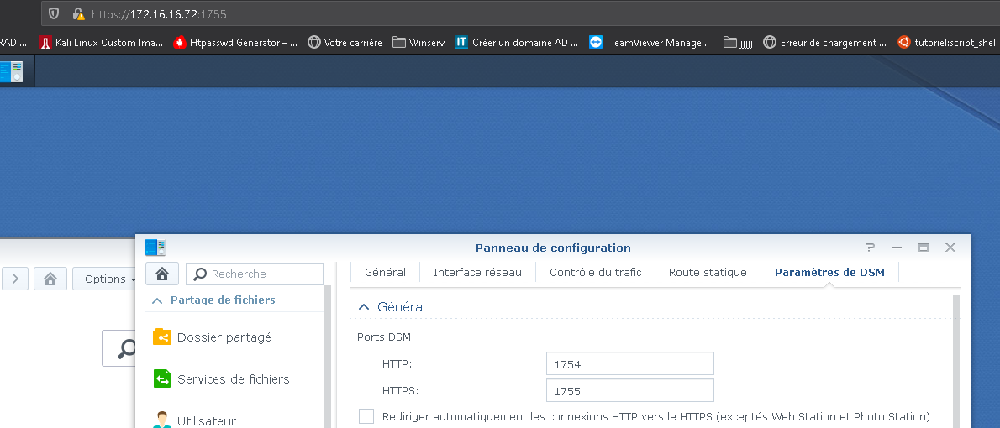 https://172.16.16.72:1755
RADI... Kali Linux Custom Ima... Htpasswd Generator – ... Votre carrière Winserv IT Créer un domaine AD ... TeamViewer Manage... jjjjj Erreur de chargement ... tutoriel:script_shell
Panneau de configuration
Options
Recherche
Général Interface réseau Contrôle du trafic Route statique Paramètres de DSM
Partage de fichiers
Général
Dossier partagé
Ports DSM
HTTP: 1754
Services de fichiers
HTTPS: 1755
Utilisateur
Rediriger automatiquement les connexions HTTP vers le HTTPS (exceptés Web Station et Photo Station)